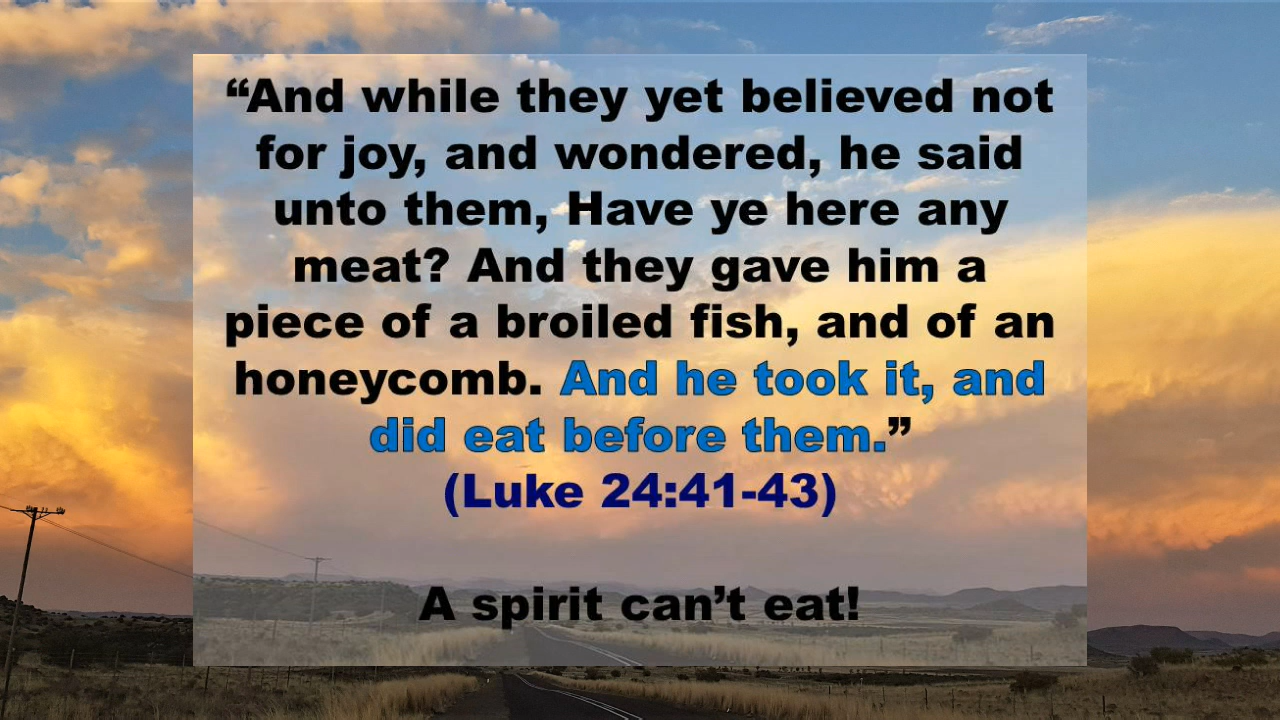 “And while they yet believed not
for joy, and wondered, he said
unto them, Have ye here any
meat? And they gave him a
piece of a broiled fish, and of an
honeycomb. And he took it, and
did eat before them.”
(Luke 24:41-43)
A spirit can’t eat!